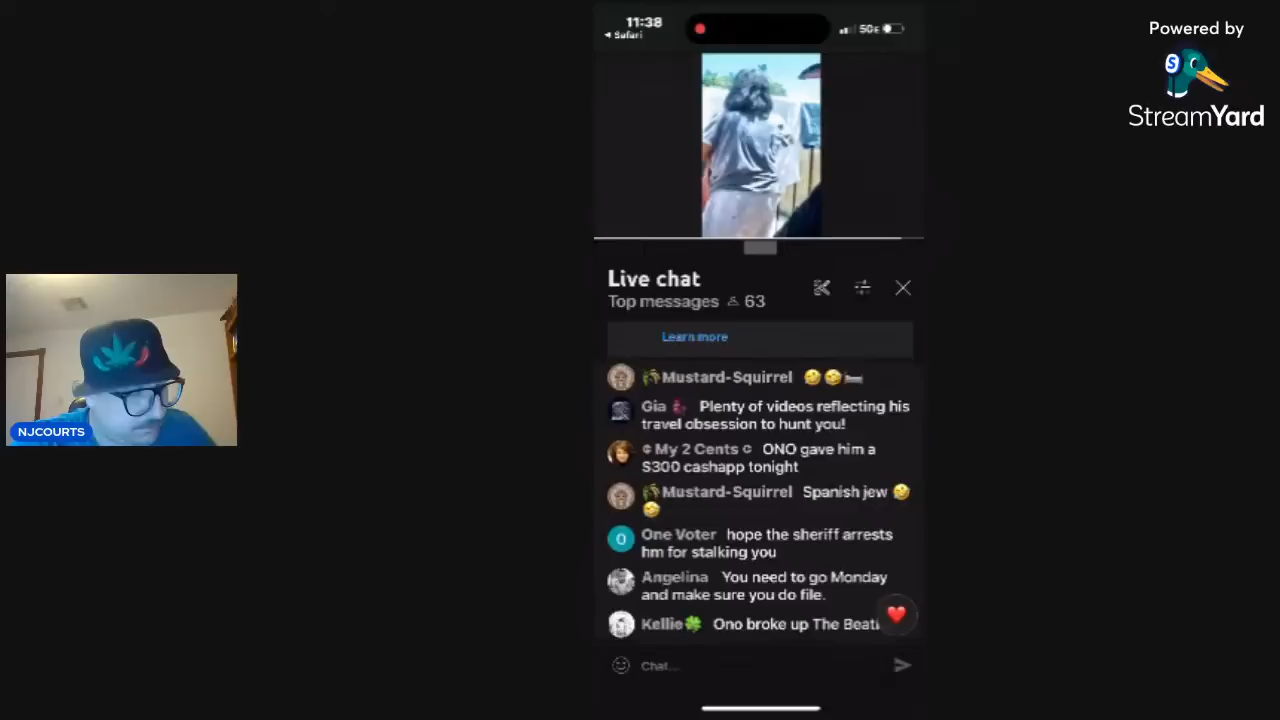 11:38
5GE
Safari
Powered by
S
StreamYard
NJCOURTS
Live chat
Top messages 63
Learn more
Mustard-Squirrel 🤣🤣🛏
Gia Plenty of videos reflecting his
travel obsession to hunt you!
¢ My 2 Cents ¢ ONO gave him a
$300 cashapp tonight
Mustard-Squirrel Spanish jew 🤣
🤣
O One Voter hope the sheriff arrests
hm for stalking you
Angelina You need to go Monday
and make sure you do file.
Kellie🍀 Ono broke up The Beatl
Chat...